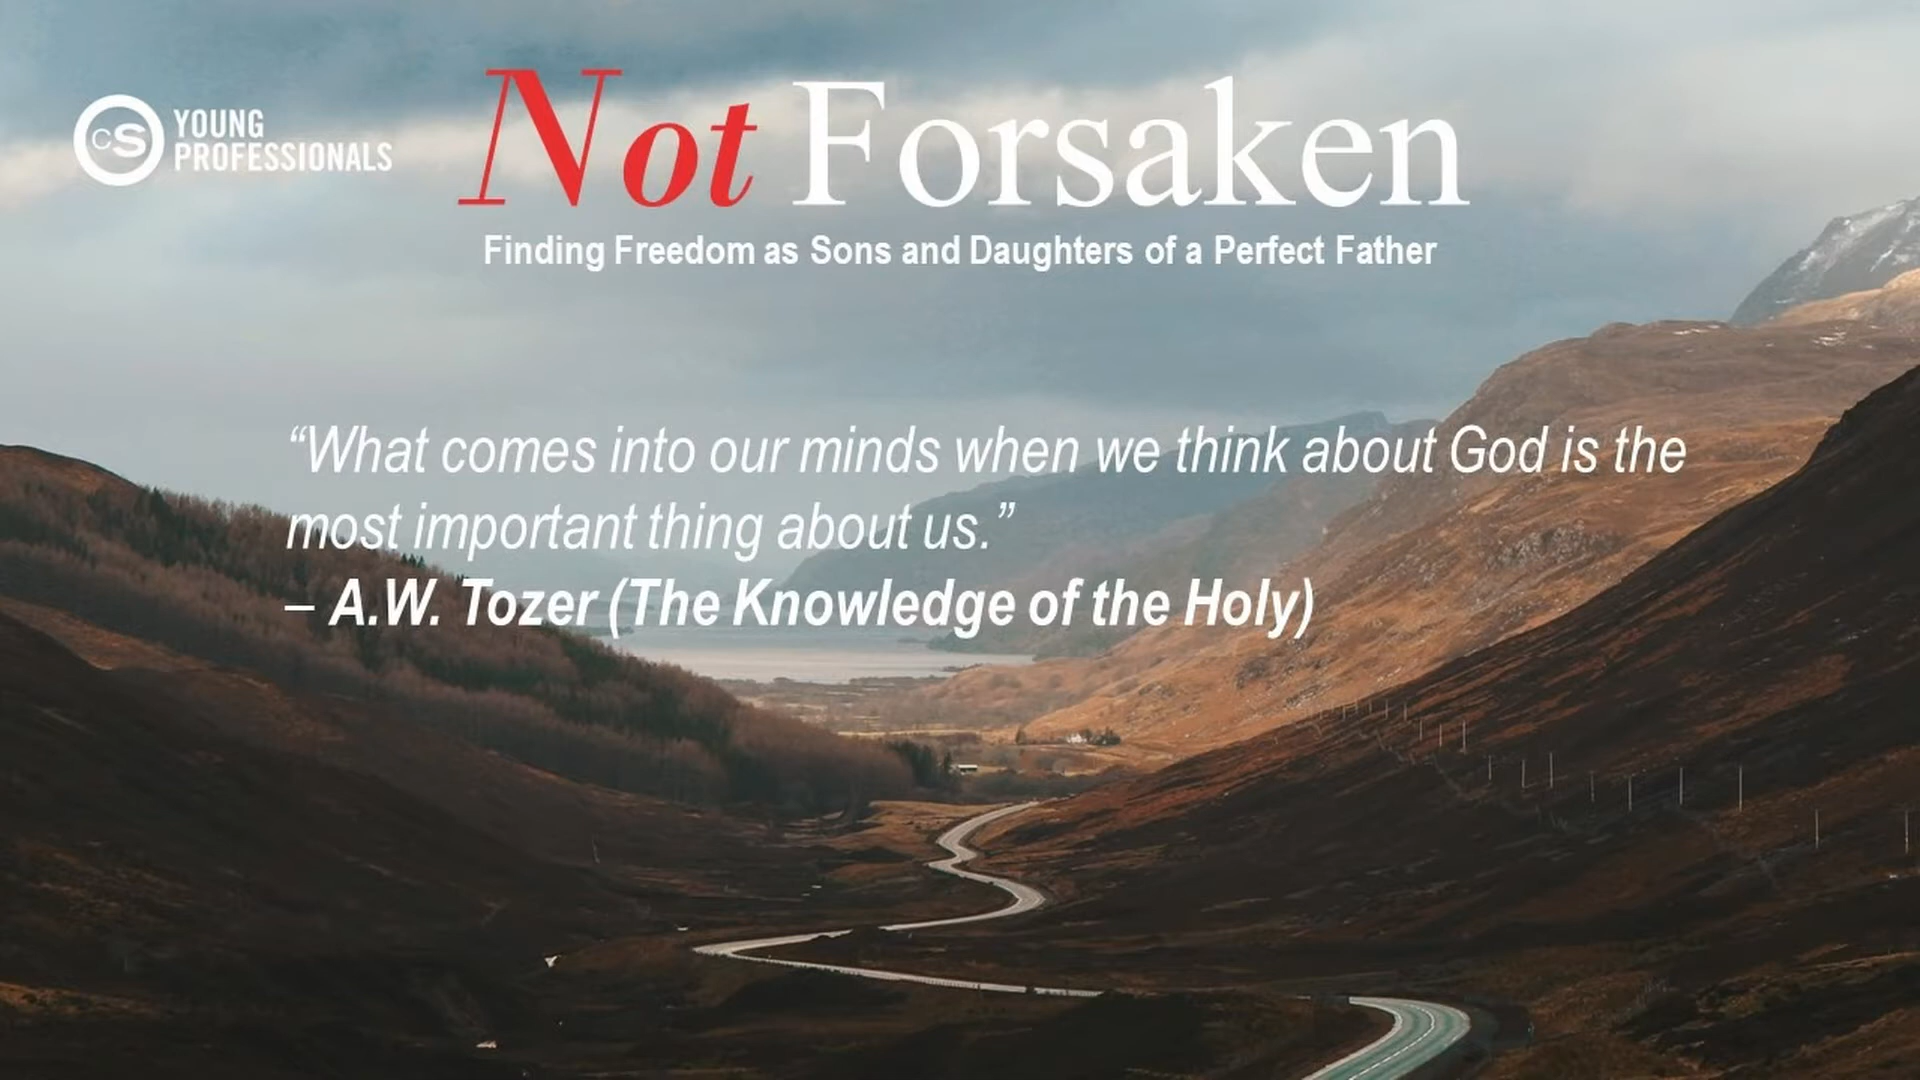 CS
YOUNG
PROFESSIONALS
Not Forsaken
Finding Freedom as Sons and Daughters of a Perfect Father
“What comes into our minds when we think about God is the
most important thing about us.”
– A.W. Tozer (The Knowledge of the Holy)